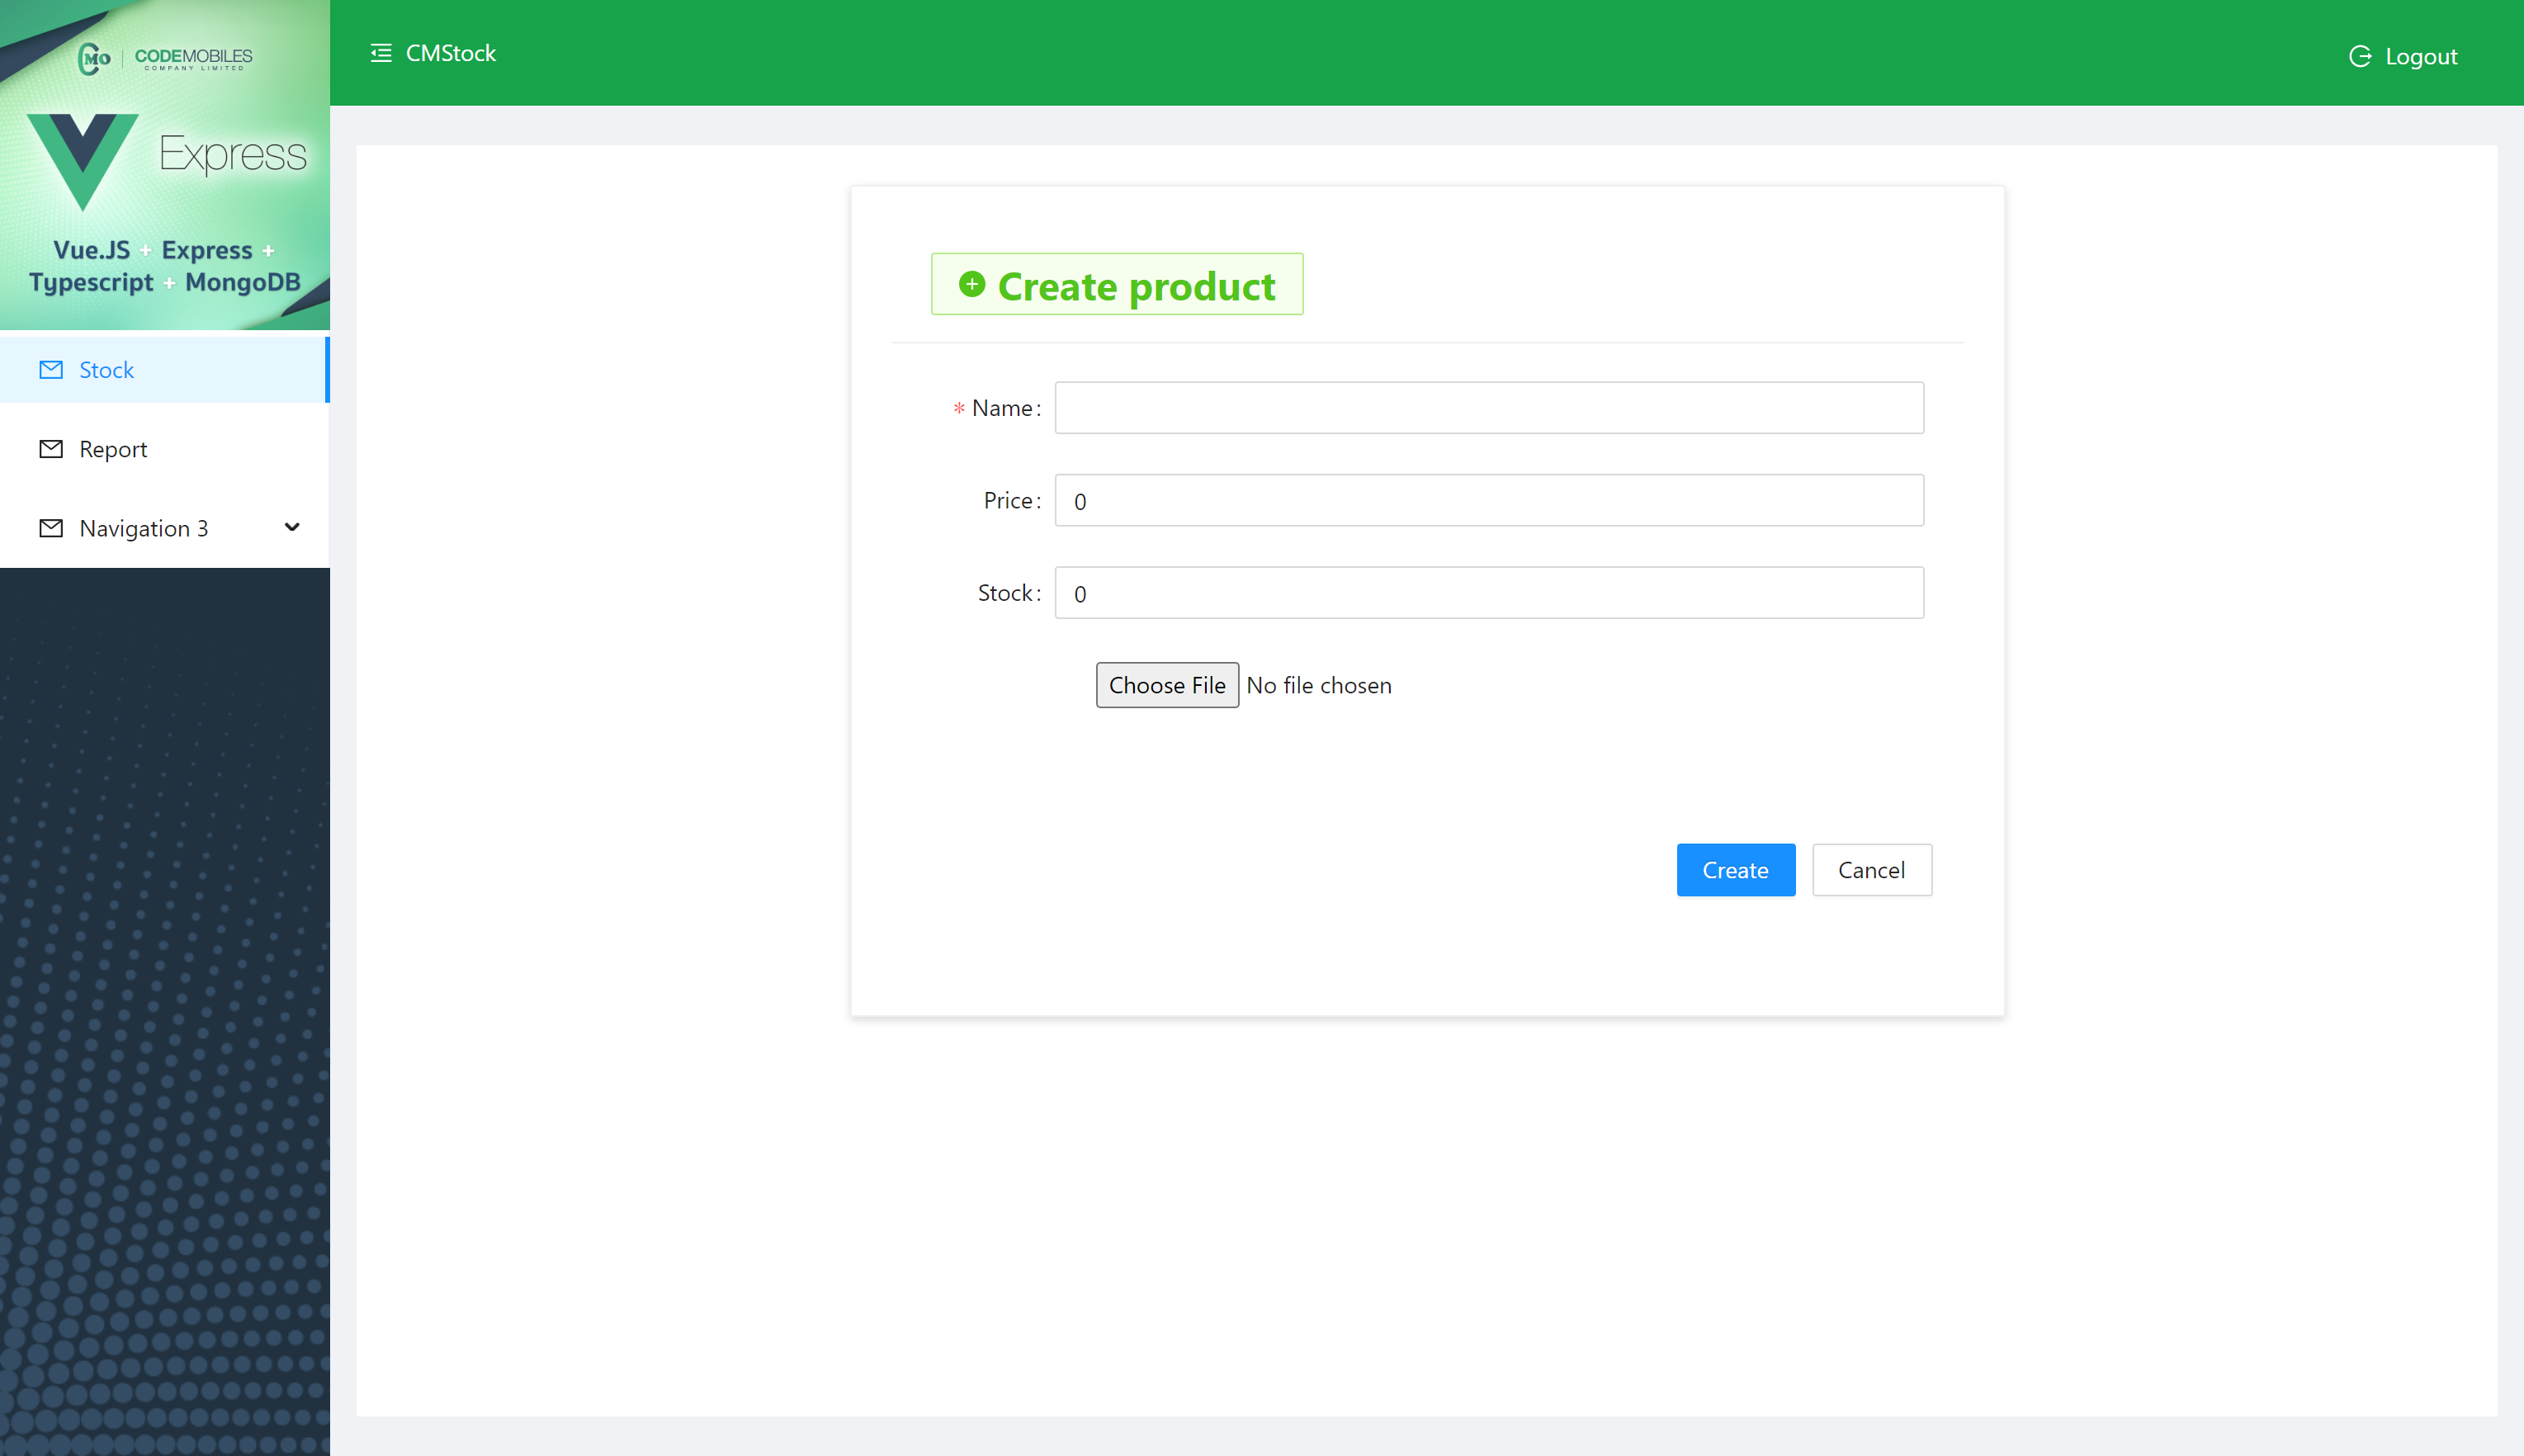 CMO | CODEMOBILES
COMPANY LIMITED
Express
Vue.JS + Express +
Typescript + MongoDB
Stock
Report
Navigation 3
CMStock
Logout
Create product
* Name:
Price: 0
Stock: 0
Choose File No file chosen
Create Cancel